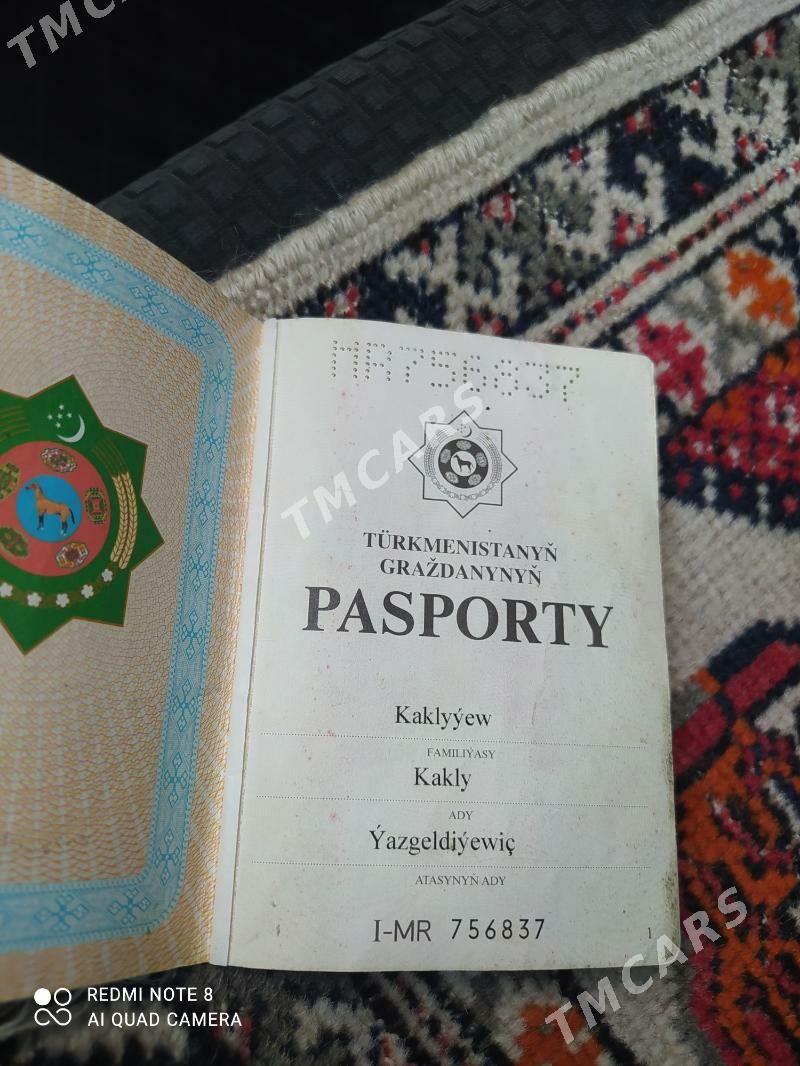 TMCARS
MR756837
TMCARS
TÜRKMENISTANYŇ
GRAŽDANYNYŇ
PASPORTY
Kaklyýew
FAMILIÝASY
Kakly
ADY
Ýazgeldiýewiç
ATASYNYŇ ADY
I-MR 756837
1
TMCARS
REDMI NOTE 8
AI QUAD CAMERA